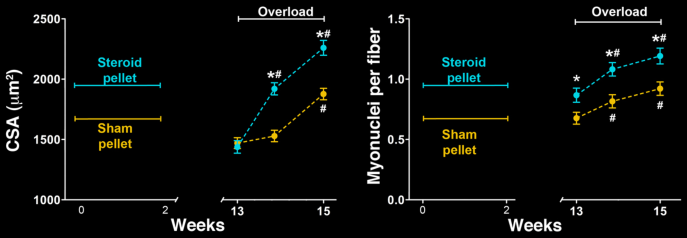 Overload
2500
2000
1500
1000
CSA (µm²)
Steroid
pellet
Sham
pellet
*#
*#
#
0
2
13
15
Weeks
Overload
1.5
1.0
0.5
0.0
Myonuclei per fiber
Steroid
pellet
Sham
pellet
*
*#
*#
#
#
0
2
13
15
Weeks